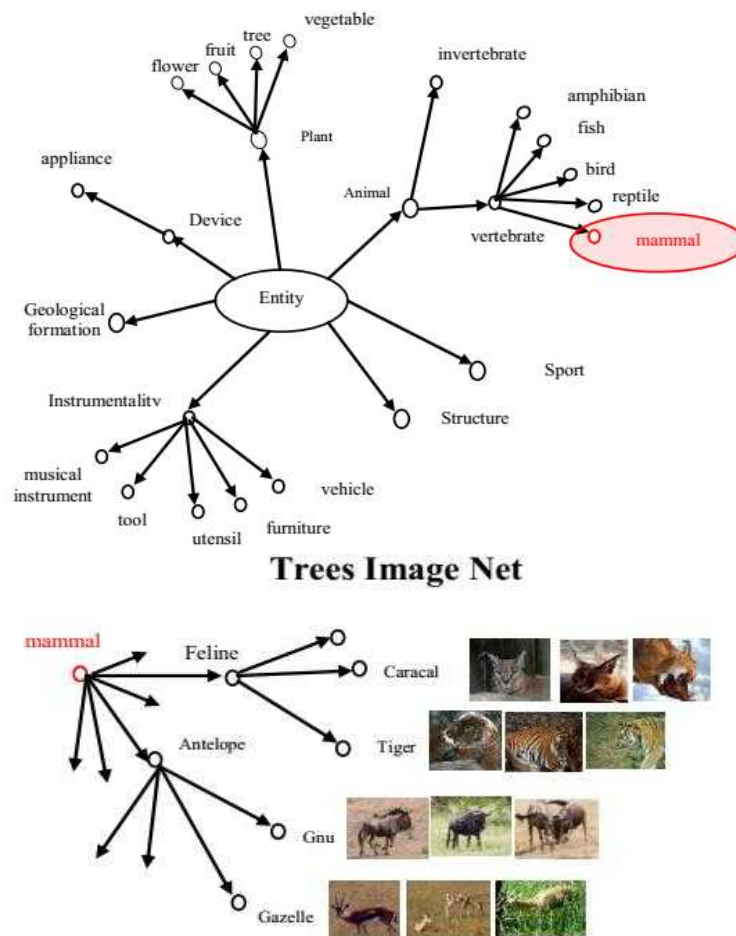 vegetable
tree
fruit
flower
invertebrate
amphibian
fish
Plant
appliance
bird
Animal
reptile
Device
vertebrate
mammal
Entity
Geological
formation
Sport
Instrumentality
Structure
musical
instrument
vehicle
tool
furniture
utensil
Trees Image Net
mammal
Feline
Caracal
Antelope
Tiger
Gnu
Gazelle